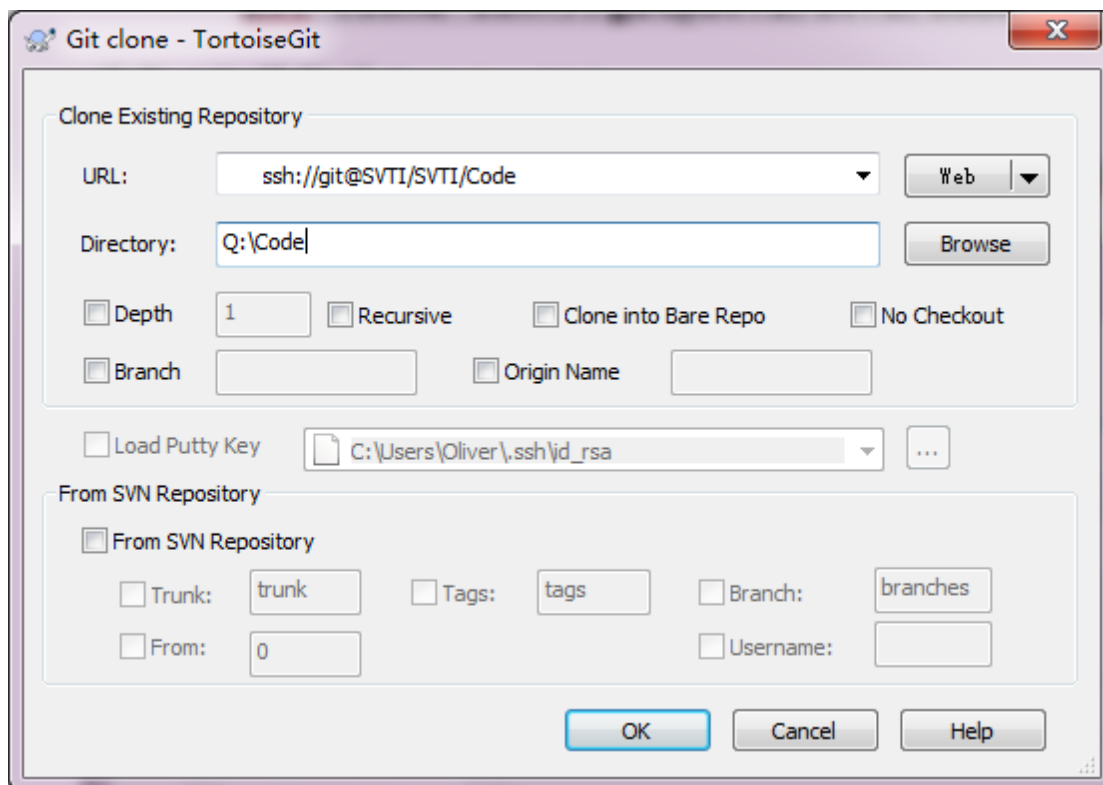 Git clone - TortoiseGit
Clone Existing Repository
URL: ssh://git@SVTI/SVTI/Code Web
Directory: Q:\Code Browse
Depth 1 Recursive Clone into Bare Repo No Checkout
Branch Origin Name
Load Putty Key C:\Users\Oliver\.ssh\id_rsa ...
From SVN Repository
From SVN Repository
Trunk: trunk Tags: tags Branch: branches
From: 0 Username:
OK Cancel Help